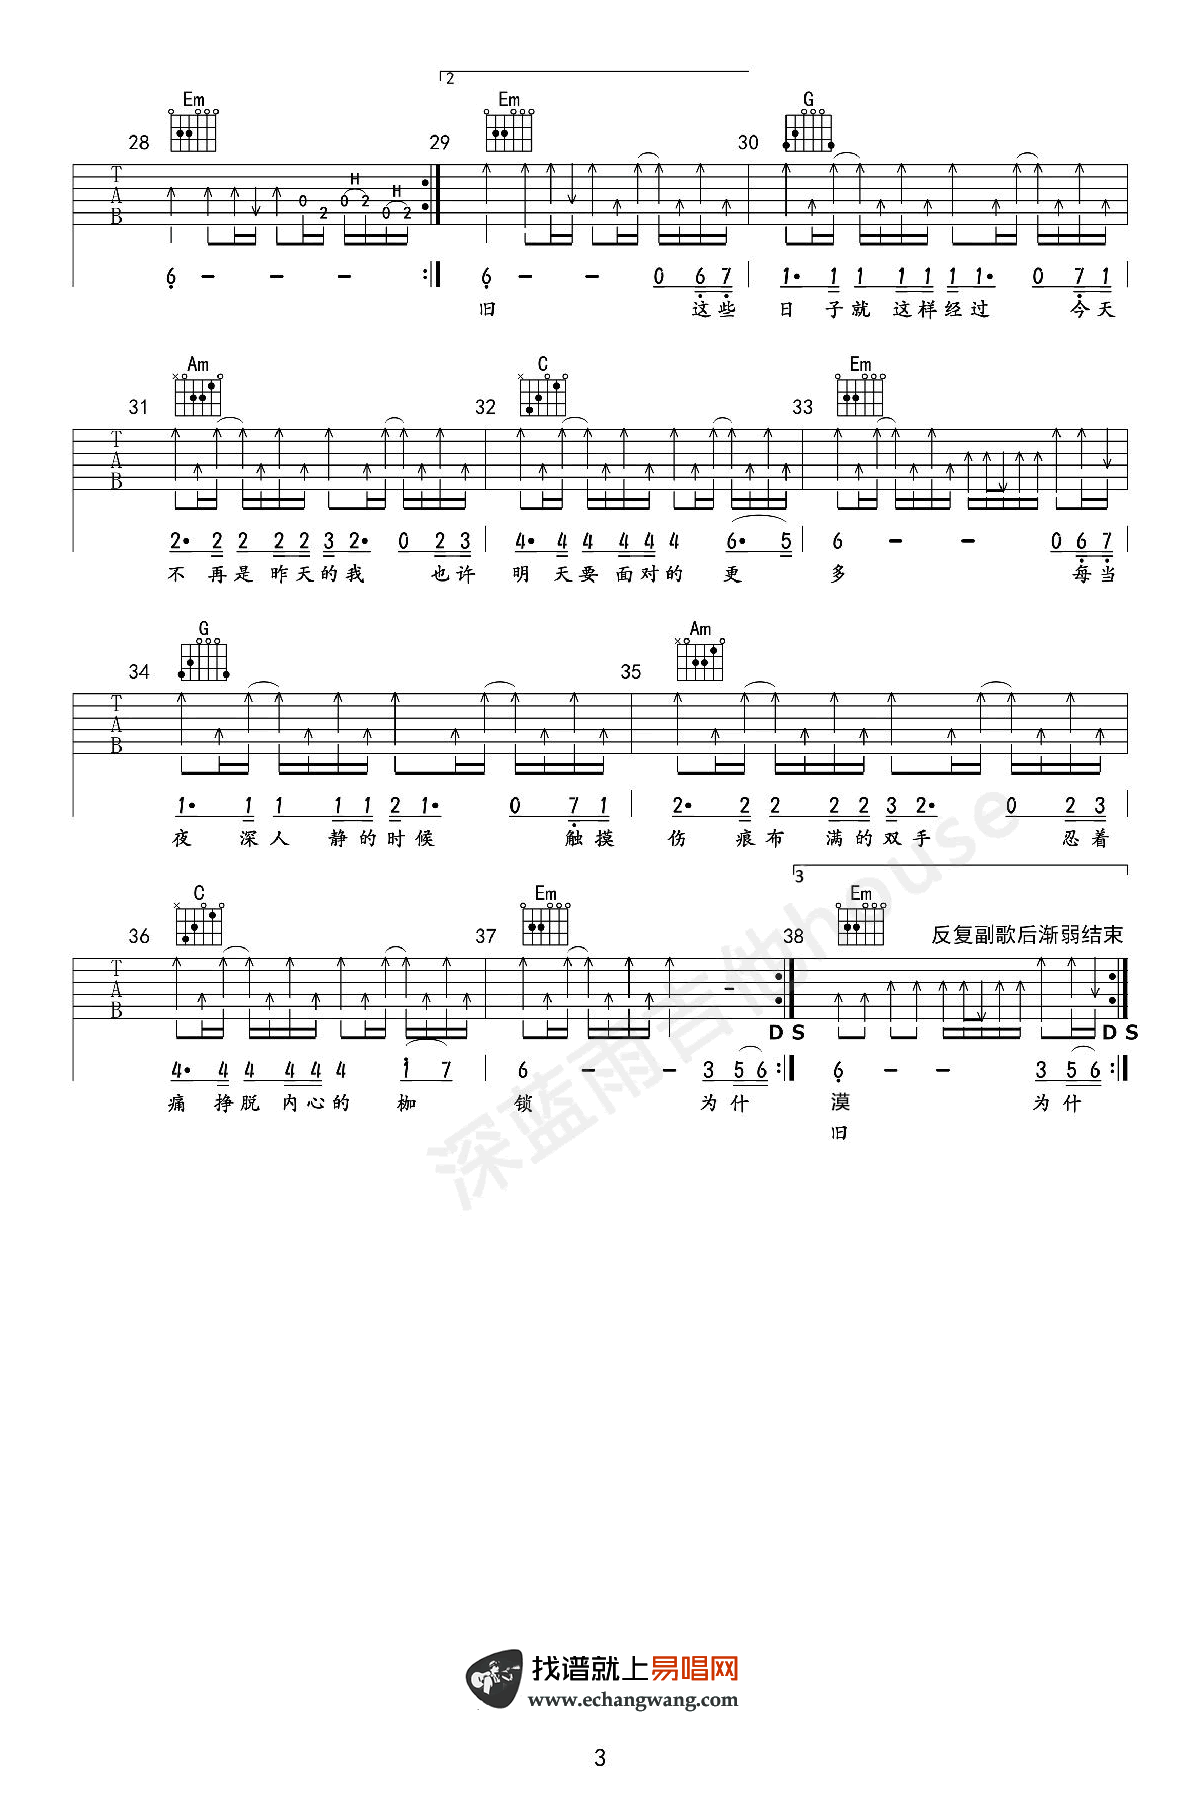 2
Em Em G
28 29 30
T A B H 0 2 0 2 H 0 2
6 - - - :| 6 - - 0 6 7 1· 1 1 1 1 1 1· 0 7 1
旧 这些 日 子就 这样经过 今天
Am C Em
31 32 33
T A B
2· 2 2 2 2 3 2· 0 2 3 4· 4 4 4 4 4 6· 5 6 - - 0 6 7
不 再是 昨天的我 也许 明 天要 面对的 更 多 每当
G Am
34 35
T A B
1· 1 1 1 1 2 1· 0 7 1 2· 2 2 2 2 3 2· 0 2 3
夜 深人 静的时候 触摸 伤 痕布 满的双手 忍着
3
C Em Em
36 37 38 反复副歌后渐弱结束
T A B
D S D S
4· 4 4 4 4 4 1 7 6 - - 3 5 6 :| 6 - - 3 5 6 :|
痛 挣脱 内心的 枷 锁 为什 漠 为什
旧
深蓝雨吉他house
找谱就上易唱网
www.echangwang.com
3